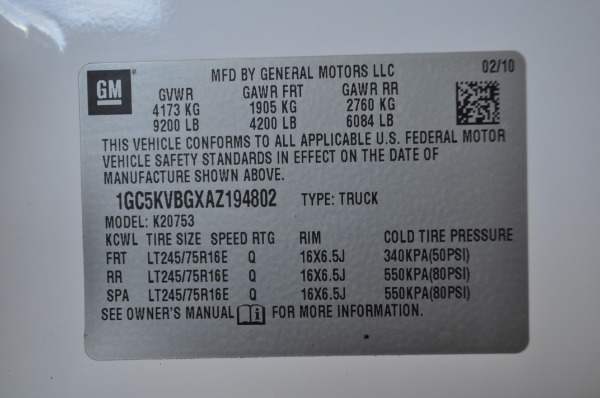 GM
MFD BY GENERAL MOTORS LLC 02/10
GVWR GAWR FRT GAWR RR
4173 KG 1905 KG 2760 KG
9200 LB 4200 LB 6084 LB
THIS VEHICLE CONFORMS TO ALL APPLICABLE U.S. FEDERAL MOTOR
VEHICLE SAFETY STANDARDS IN EFFECT ON THE DATE OF
MANUFACTURE SHOWN ABOVE.
1GC5KVBGXAZ194802 TYPE: TRUCK
MODEL: K20753
KCWL TIRE SIZE SPEED RTG RIM COLD TIRE PRESSURE
FRT LT245/75R16E Q 16X6.5J 340KPA(50PSI)
RR LT245/75R16E Q 16X6.5J 550KPA(80PSI)
SPA LT245/75R16E Q 16X6.5J 550KPA(80PSI)
SEE OWNER'S MANUAL i FOR MORE INFORMATION.